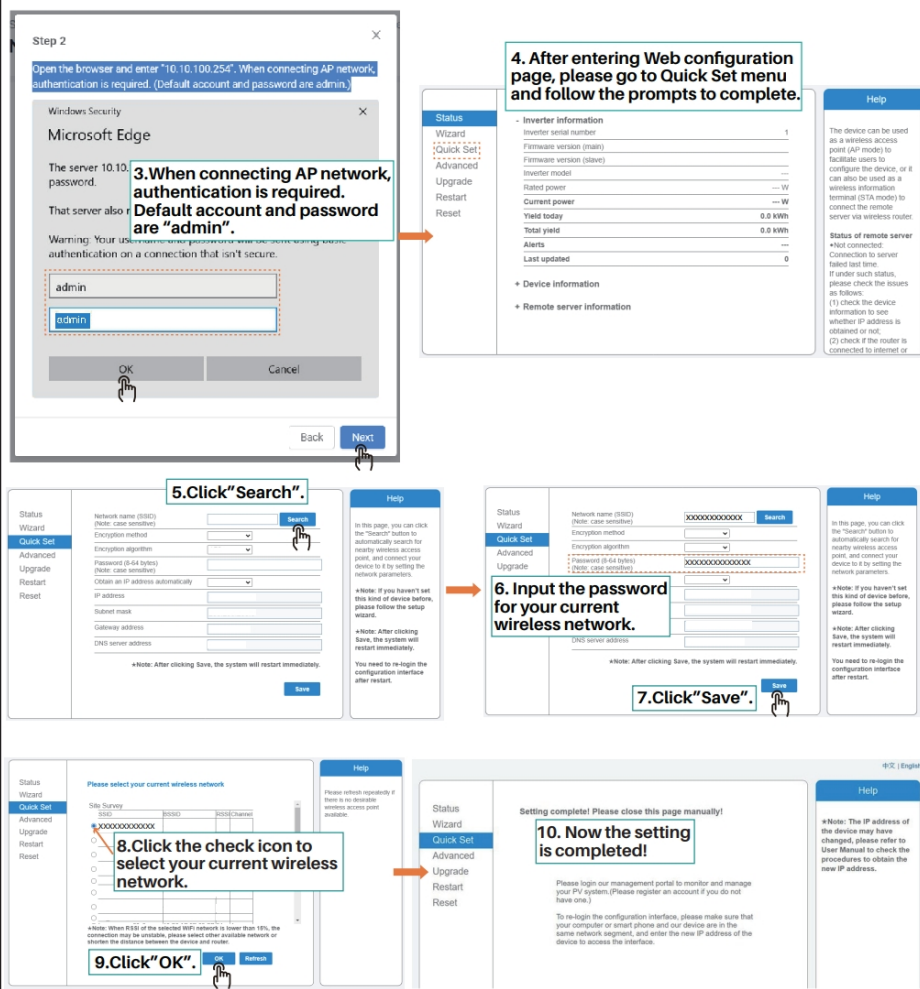 Step 2
Open the browser and enter "10.10.100.254". When connecting AP network,
authentication is required. (Default account and password are admin.)
Windows Security
Microsoft Edge
The server 10.10.
password.
That server also
Warning: Your
authentication on a connection that isn't secure.
admin
admin
OK
Cancel
Back
Next
3.When connecting AP network,
authentication is required.
Default account and password
are "admin".
4. After entering Web configuration
page, please go to Quick Set menu
and follow the prompts to complete.
Status
Wizard
Quick Set
Advanced
Upgrade
Restart
Reset
- Inverter information
Inverter serial number 1
Firmware version (main)
Firmware version (slave)
Inverter model ---
Rated power --- W
Current power --- W
Yield today 0.0 kWh
Total yield 0.0 kWh
Alerts ---
Last updated 0
+ Device information
+ Remote server information
Help
The device can be used
as a wireless access
point (AP mode) to
facilitate users to
configure the device, or it
can also be used as a
wireless information
terminal (STA mode) to
connect the remote
server via wireless router.
Status of remote server
•Not connected:
Connection to server
failed last time.
If under such status,
please check the issues
as follows:
(1) check the device
information to see
whether IP address is
obtained or not;
(2) check if the router is
connected to internet or
5.Click"Search".
Status
Wizard
Quick Set
Advanced
Upgrade
Restart
Reset
Network name (SSID)
(Note: case sensitive)
Search
Encryption method
Encryption algorithm
Password (8-64 bytes)
(Note: case sensitive)
Obtain an IP address automatically
IP address
Subnet mask
Gateway address
DNS server address
★Note: After clicking Save, the system will restart immediately.
Save
Help
In this page, you can click
the "Search" button to
automatically search for
nearby wireless access
point, and connect your
device to it by setting the
network parameters.
★Note: If you haven't set
this kind of device before,
please follow the setup
wizard.
★Note: After clicking
Save, the system will
restart immediately.
You need to re-login the
configuration interface
after restart.
Status
Wizard
Quick Set
Advanced
Upgrade
Network name (SSID)
(Note: case sensitive)
XXXXXXXXXXXX
Search
Encryption method
Encryption algorithm
Password (8-64 bytes)
(Note: case sensitive)
XXXXXXXXXXXXXX
6. Input the password
for your current
wireless network.
DNS server address
★Note: After clicking Save, the system will restart immediately.
Save
7.Click"Save".
Help
In this page, you can click
the "Search" button to
automatically search for
nearby wireless access
point, and connect your
device to it by setting the
network parameters.
★Note: If you haven't set
this kind of device before,
please follow the setup
wizard.
★Note: After clicking
Save, the system will
restart immediately.
You need to re-login the
configuration interface
after restart.
Status
Wizard
Quick Set
Advanced
Upgrade
Restart
Reset
Please select your current wireless network
Site Survey
SSID BSSID RSSI Channel
XXXXXXXXXXXX
8.Click the check icon to
select your current wireless
network.
★Note: When RSSI of the selected WiFi network is lower than 15%, the
connection may be unstable, please select other available network or
shorten the distance between the device and router.
9.Click"OK".
OK
Refresh
Help
Please refresh repeatedly if
there is no desirable
wireless access point
available.
中文 | English
Status
Wizard
Quick Set
Advanced
Upgrade
Restart
Reset
Setting complete! Please close this page manually!
10. Now the setting
is completed!
Please login our management portal to monitor and manage
your PV system.(Please register an account if you do not
have one.)
To re-login the configuration interface, please make sure that
your computer or smart phone and our device are in the
same network segment, and enter the new IP address of the
device to access the interface.
Help
★Note: The IP address of
the device may have
changed, please refer to
User Manual to check the
procedures to obtain the
new IP address.